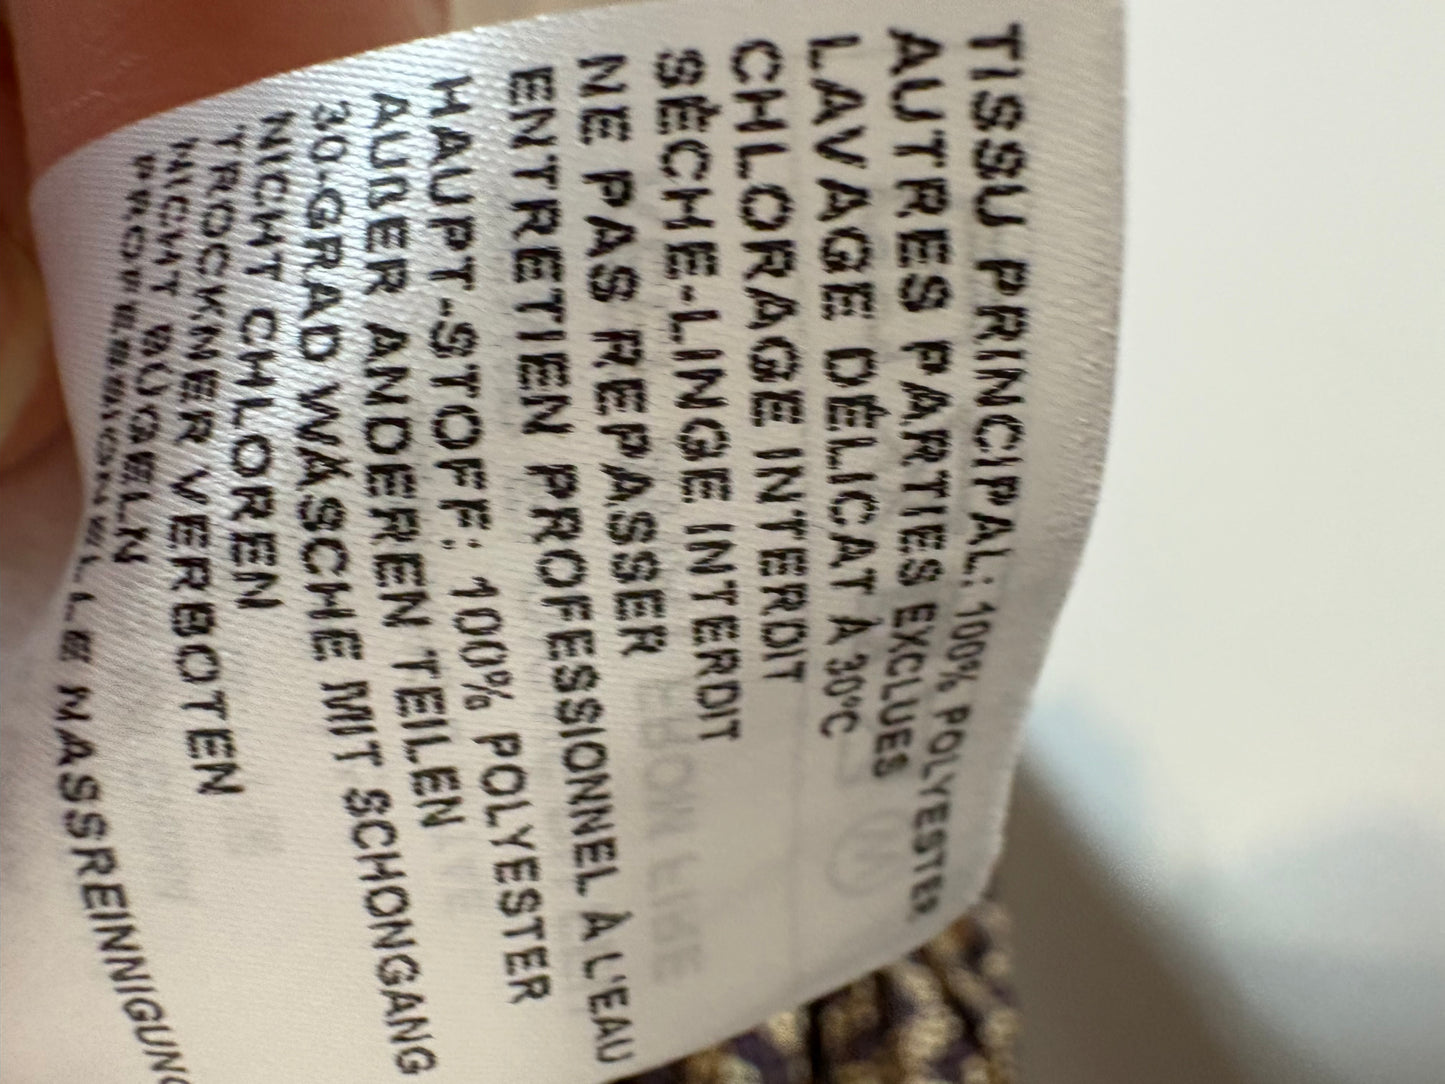 TISSU PRINCIPAL: 100% POLYESTER
AUTRES PARTIES EXCLUES
LAVAGE DÉLICAT À 30°C
CHLORAGE INTERDIT
SÈCHE-LINGE INTERDIT
NE PAS REPASSER
ENTRETIEN PROFESSIONNEL À L'EAU
HAUPT-STOFF: 100% POLYESTER
AUßER ANDEREN TEILEN
30-GRAD WÄSCHE MIT SCHONGANG
NICHT CHLOREN
TROCKNER VERBOTEN
NICHT BÜGELN
PROFESSIONELLE NASSREINNIGUNG